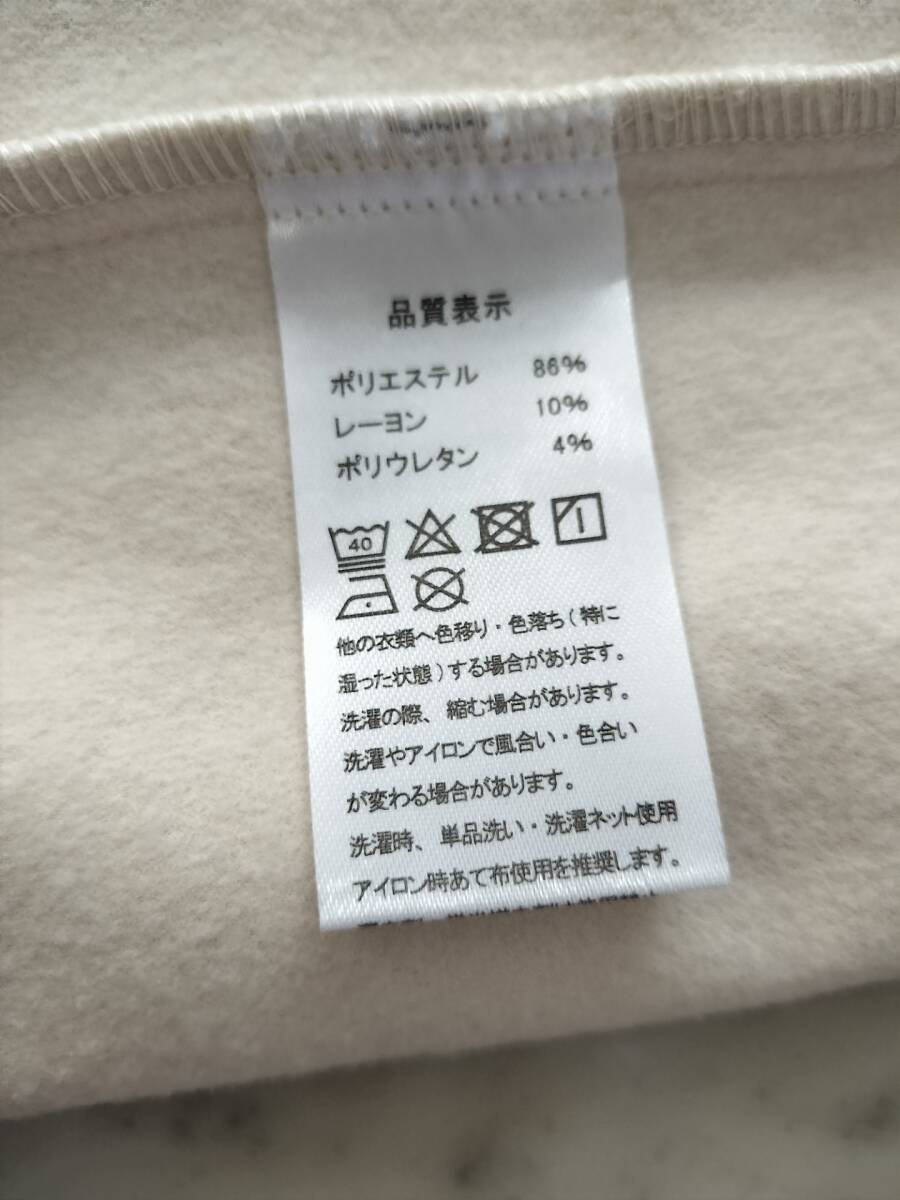 品質表示
ポリエステル 86%
レーヨン 10%
ポリウレタン 4%
40
他の衣類へ色移り・色落ち(特に
湿った状態)する場合があります。
洗濯の際、縮む場合があります。
洗濯やアイロンで風合い・色合い
が変わる場合があります。
洗濯時、単品洗い・洗濯ネット使用
アイロン時あて布使用を推奨します。